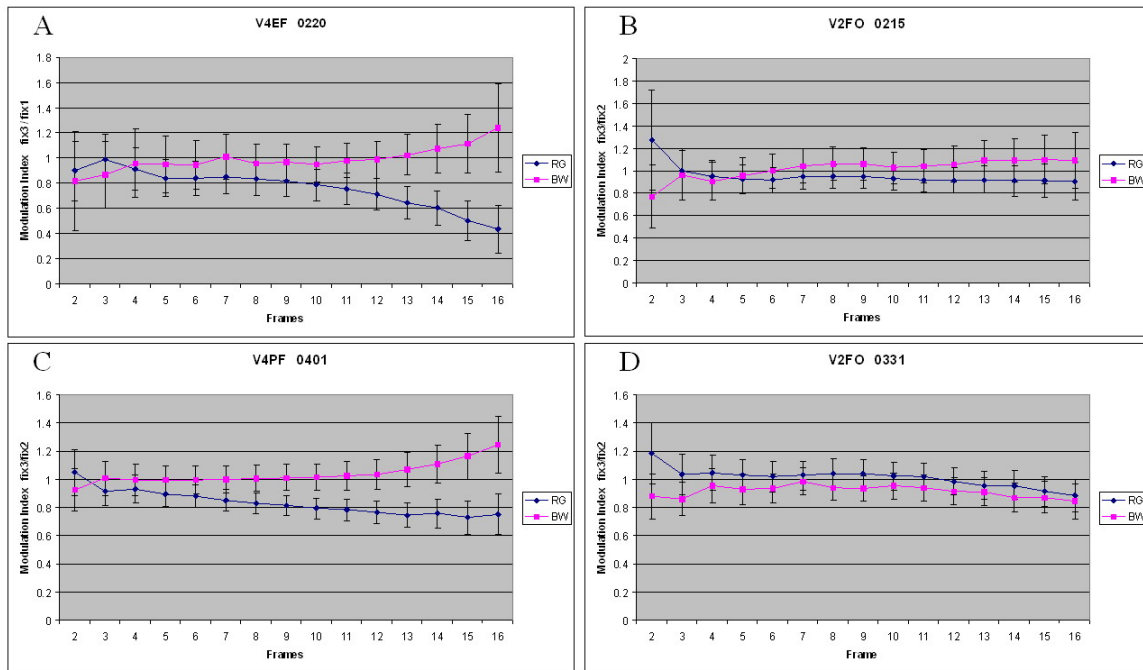 A
V4EF 0220
Modulation Index fix3 / fix1
1.8
1.6
1.4
1.2
1
0.8
0.6
0.4
0.2
0
2 3 4 5 6 7 8 9 10 11 12 13 14 15 16
Frames
RG
BW
B
V2FO 0215
Modulation Index fix3/fix2
2
1.8
1.6
1.4
1.2
1
0.8
0.6
0.4
0.2
0
2 3 4 5 6 7 8 9 10 11 12 13 14 15 16
Frames
RG
BW
C
V4PF 0401
Modulation Index fix3/fix2
1.6
1.4
1.2
1
0.8
0.6
0.4
0.2
0
2 3 4 5 6 7 8 9 10 11 12 13 14 15 16
Frames
RG
BW
D
V2FO 0331
Modulation Index fix3/fix2
1.6
1.4
1.2
1
0.8
0.6
0.4
0.2
0
2 3 4 5 6 7 8 9 10 11 12 13 14 15 16
Frame
RG
BW